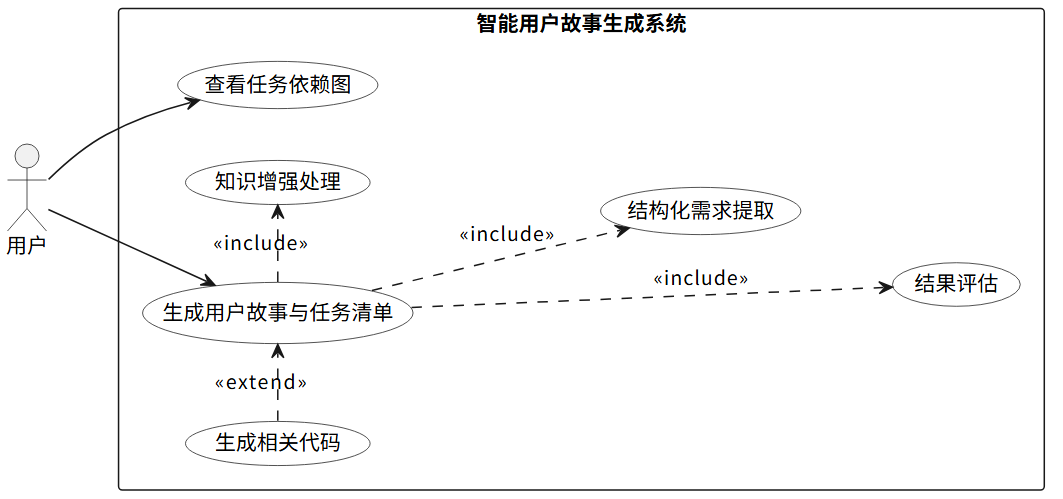 智能用户故事生成系统
查看任务依赖图
知识增强处理
结构化需求提取
用户
«include»
«include»
«include»
结果评估
生成用户故事与任务清单
«extend»
生成相关代码